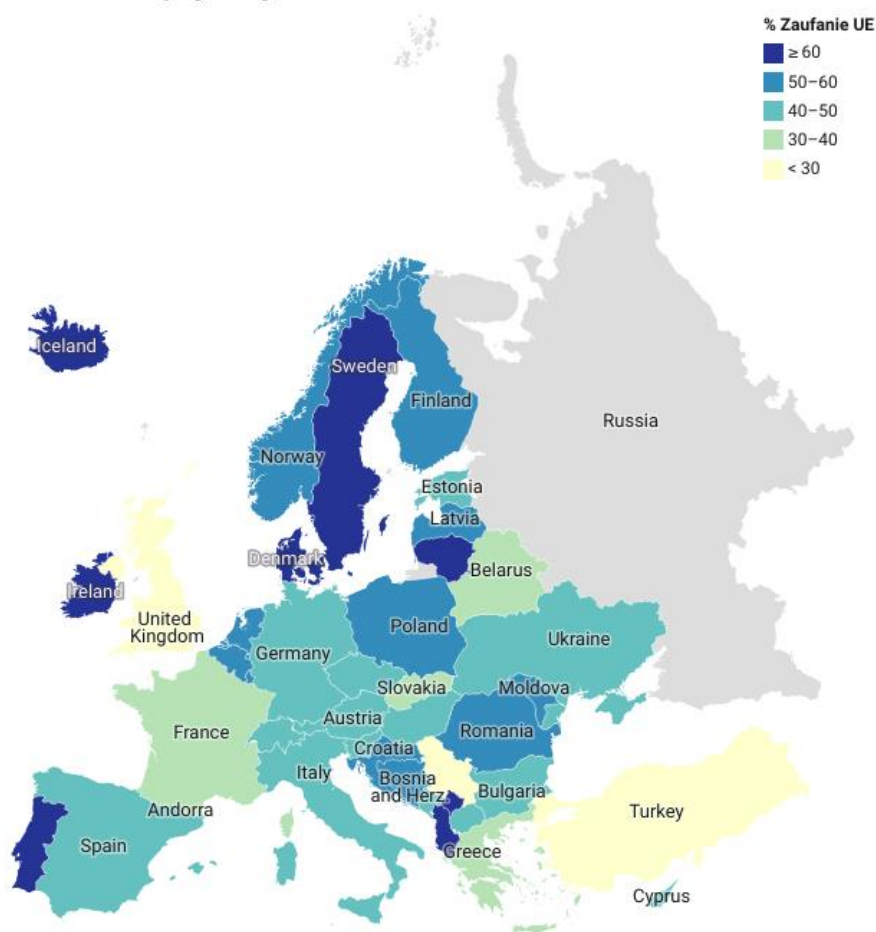 % Zaufanie UE
≥ 60
50–60
40–50
30–40
< 30
Iceland
Sweden
Finland
Russia
Norway
Estonia
Latvia
Denmark
Belarus
Ireland
United
Kingdom
Poland
Ukraine
Germany
Slovakia
Moldova
Austria
France
Romania
Croatia
Italy
Bosnia
and Herz.
Bulgaria
Andorra
Turkey
Spain
Greece
Cyprus